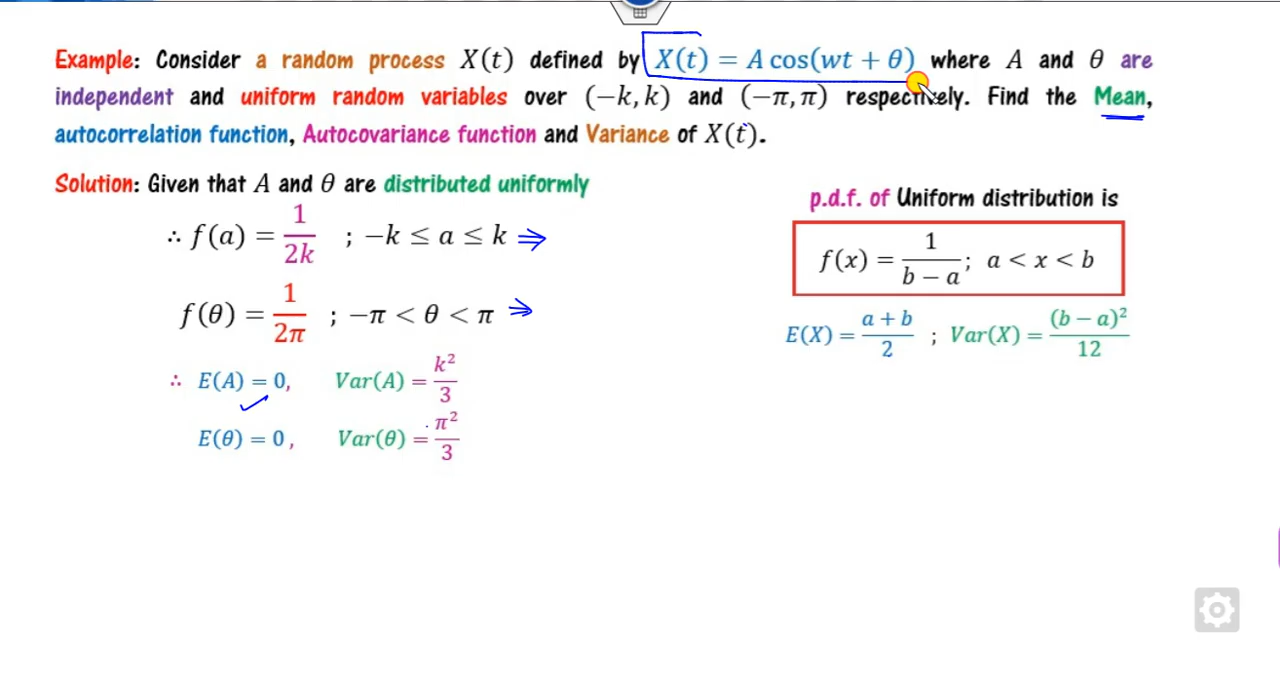 Example: Consider a random process X(t) defined by X(t) = A cos(wt + θ) where A and θ are
independent and uniform random variables over (−k, k) and (−π, π) respectively. Find the Mean,
autocorrelation function, Autocovariance function and Variance of X(t).
Solution: Given that A and θ are distributed uniformly
∴ f(a) = 1/2k ; −k ≤ a ≤ k ⇒
f(θ) = 1/2π ; −π < θ < π ⇒
∴ E(A) = 0, Var(A) = k²/3
E(θ) = 0, Var(θ) = π²/3
p.d.f. of Uniform distribution is
f(x) = 1/(b − a); a < x < b
E(X) = (a + b)/2 ; Var(X) = (b − a)²/12